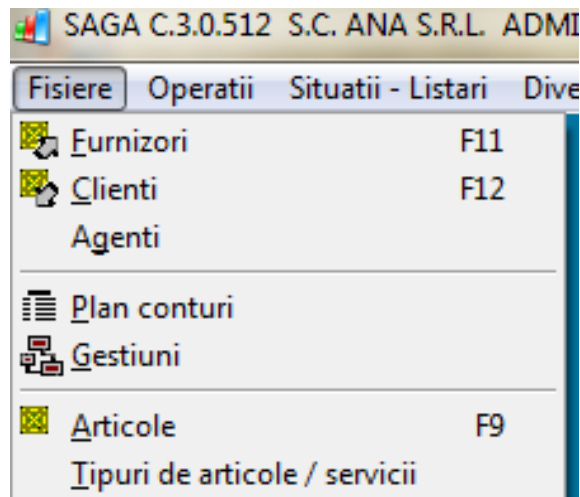 SAGA C.3.0.512 S.C. ANA S.R.L. ADMI
Fisiere Operatii Situatii - Listari Dive
Furnizori F11
Clienti F12
Agenti
Plan conturi
Gestiuni
Articole F9
Tipuri de articole / servicii